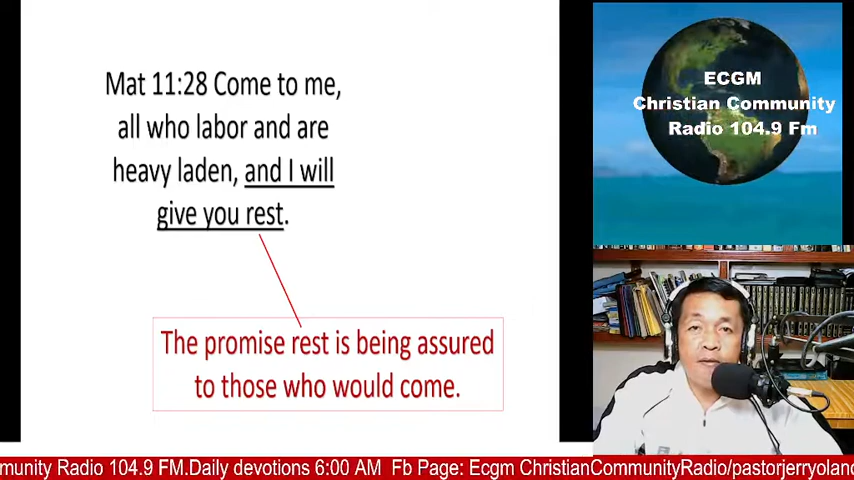 Mat 11:28 Come to me,
all who labor and are
heavy laden, and I will
give you rest.
The promise rest is being assured
to those who would come.
ECGM
Christian Community
Radio 104.9 Fm
munity Radio 104.9 FM.Daily devotions 6:00 AM Fb Page: Ecgm ChristianCommunityRadio/pastorjerryolano